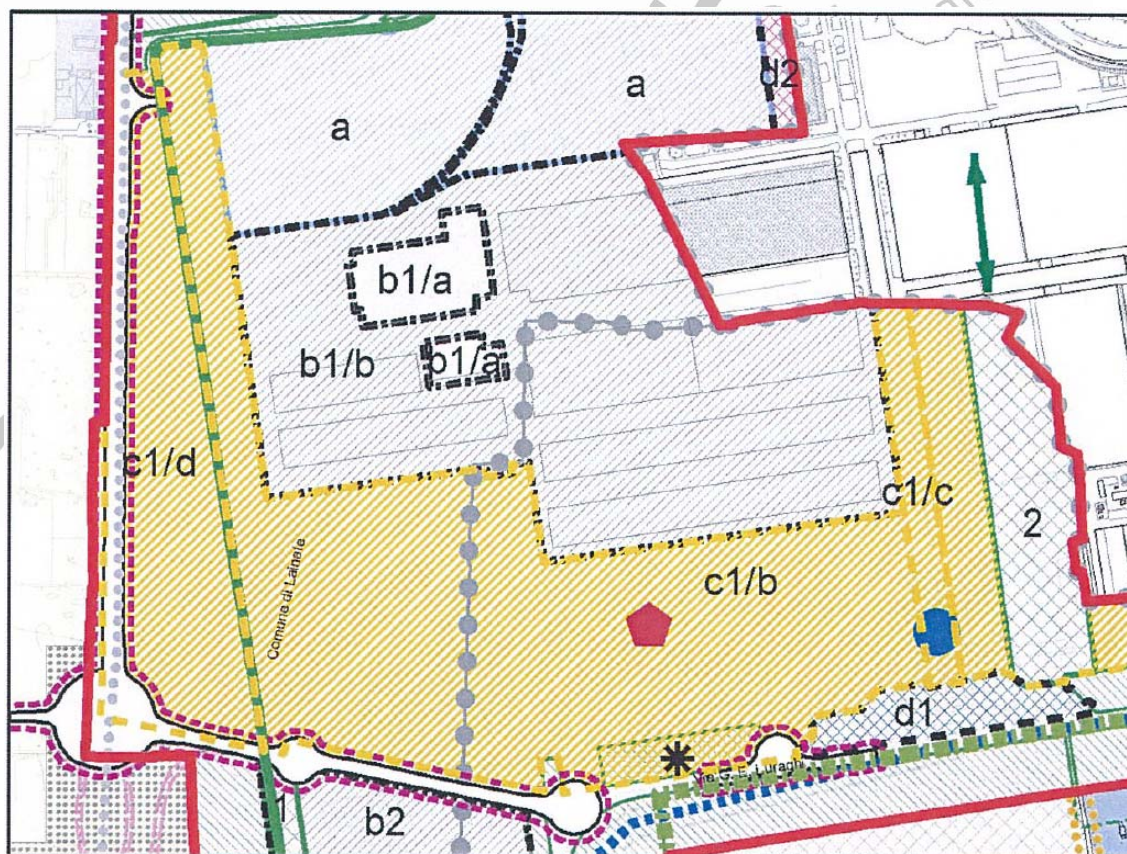 d2
a
a
b1/a
b1/a
b1/b
c1/d
c1/c
2
c1/b
Comune di Lainate
d1
Via G. E. Luraghi
1
b2